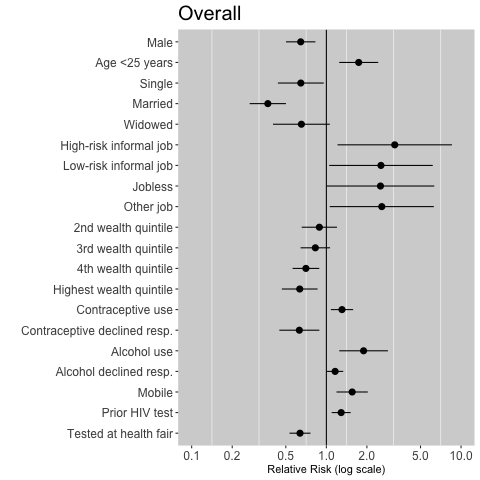 Overall
Male
Age <25 years
Single
Married
Widowed
High-risk informal job
Low-risk informal job
Jobless
Other job
2nd wealth quintile
3rd wealth quintile
4th wealth quintile
Highest wealth quintile
Contraceptive use
Contraceptive declined resp.
Alcohol use
Alcohol declined resp.
Mobile
Prior HIV test
Tested at health fair
0.1 0.2 0.5 1.0 2.0 5.0 10.0
Relative Risk (log scale)